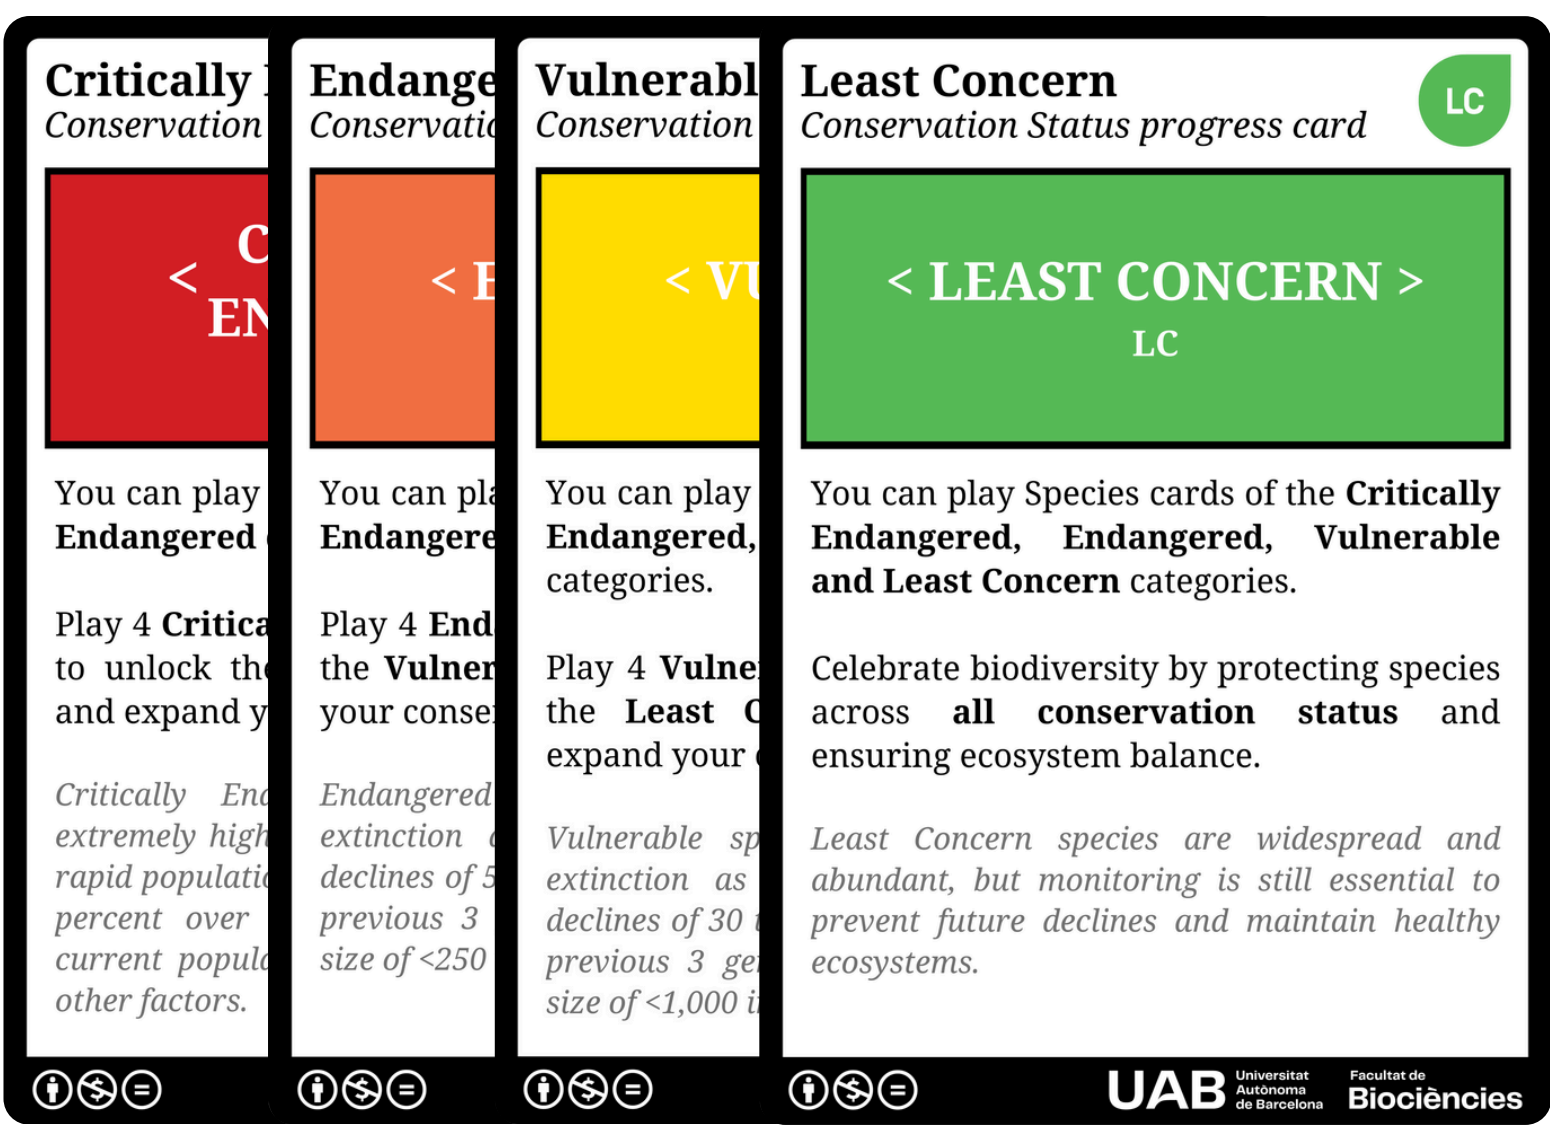 Critically
Conservation
<
EN
You can play
Endangered
Play 4 Critica
to unlock the
and expand y
Critically End
extremely high
rapid populatio
percent over
current popula
other factors.
Endange
Conservatio
< E
You can pla
Endangere
Play 4 End
the Vulner
your conse
Endangered
extinction
declines of 5
previous 3
size of <250
Vulnerabl
Conservation
< VU
You can play
Endangered,
categories.
Play 4 Vulne
the Least C
expand your
Vulnerable sp
extinction as
declines of 30
previous 3 ge
size of <1,000
Least Concern
Conservation Status progress card
LC
< LEAST CONCERN >
LC
You can play Species cards of the Critically
Endangered, Endangered, Vulnerable
and Least Concern categories.
Celebrate biodiversity by protecting species
across all conservation status and
ensuring ecosystem balance.
Least Concern species are widespread and
abundant, but monitoring is still essential to
prevent future declines and maintain healthy
ecosystems.
UAB
Universitat
Autònoma
de Barcelona
Facultat de
Biociències